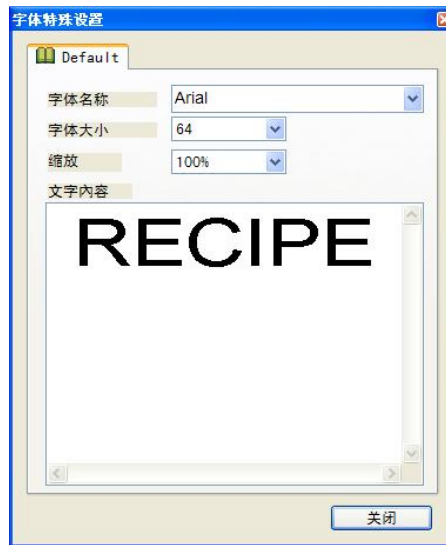 字体特殊设置
Default
字体名称 Arial
字体大小 64
缩放 100%
文字内容
RECIPE
关闭